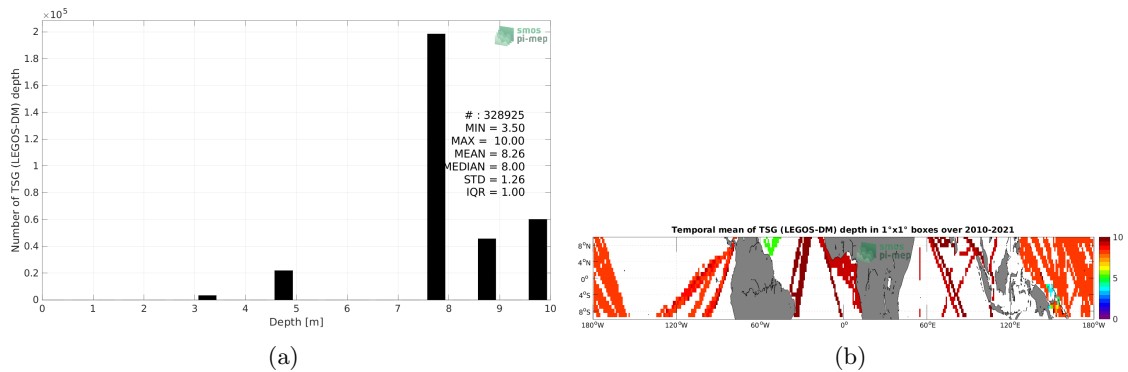 ×10⁵
2
1.8
1.6
1.4
1.2
1
0.8
0.6
0.4
0.2
0
Number of TSG (LEGOS-DM) depth
smos
pi-mep
# : 328925
MIN = 3.50
MAX = 10.00
MEAN = 8.26
MEDIAN = 8.00
STD = 1.26
IQR = 1.00
0 1 2 3 4 5 6 7 8 9 10
Depth [m]
(a)
Temporal mean of TSG (LEGOS-DM) depth in 1°x1° boxes over 2010-2021
smos
pi-mep
8°N
4°N
0°
4°S
8°S
180°W 120°W 60°W 0° 60°E 120°E 180°W
10
5
0
(b)